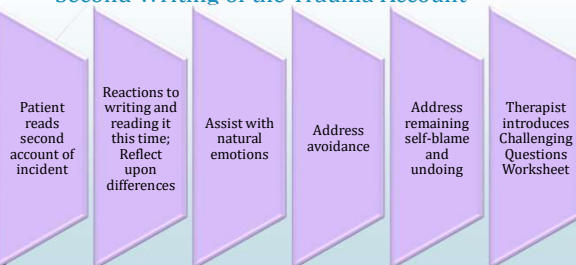 Second Writing of the Trauma Account
Patient
reads
second
account of
incident
Reactions to
writing and
reading it
this time;
Reflect
upon
differences
Assist with
natural
emotions
Address
avoidance
Address
remaining
self-blame
and
undoing
Therapist
introduces
Challenging
Questions
Worksheet